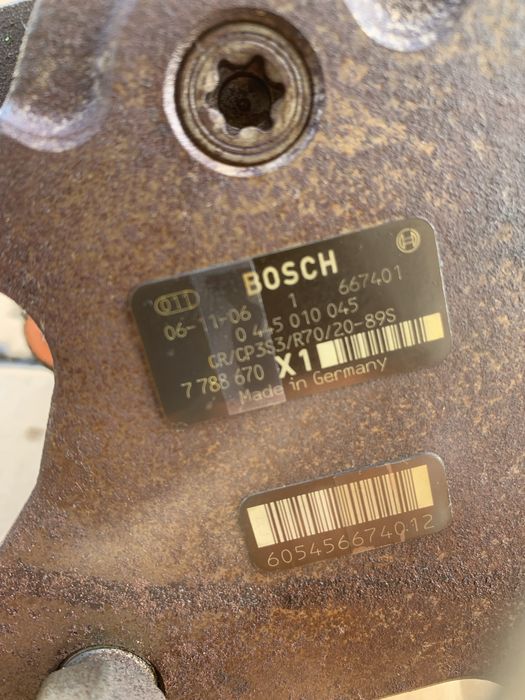 BOSCH
06-11-06 1 667401
0 445 010 045
CR/CP3S3/R70/20-89S
7 788 670 X1
Made in Germany
605456674012